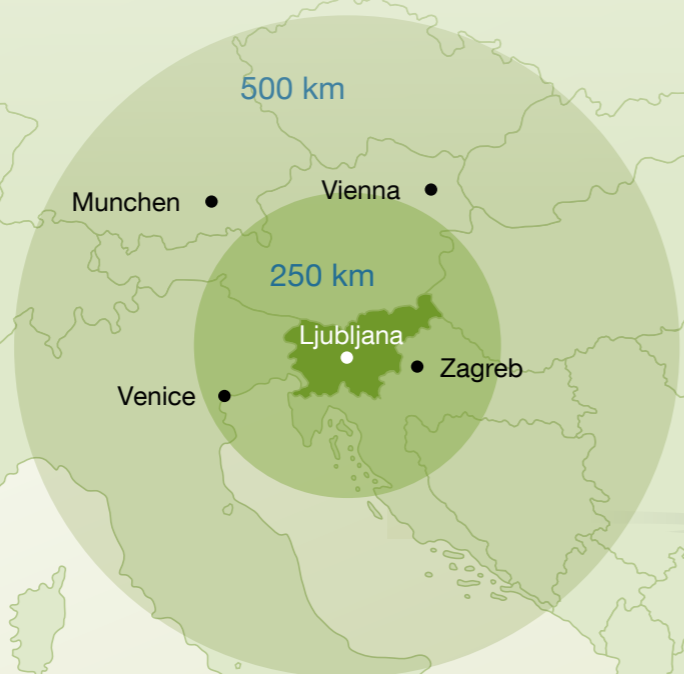 500 km
Munchen
Vienna
250 km
Ljubljana
Zagreb
Venice